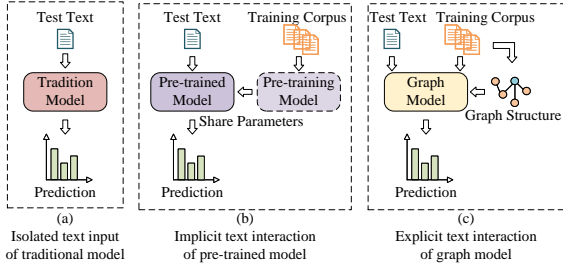 Test Text
Tradition
Model
Prediction
(a)
Isolated text input
of traditional model
Test Text
Training Corpus
Pre-trained
Model
Pre-training
Model
Share Parameters
Prediction
(b)
Implicit text interaction
of pre-trained model
Test Text
Training Corpus
Graph
Model
Graph Structure
Prediction
(c)
Explicit text interaction
of graph model